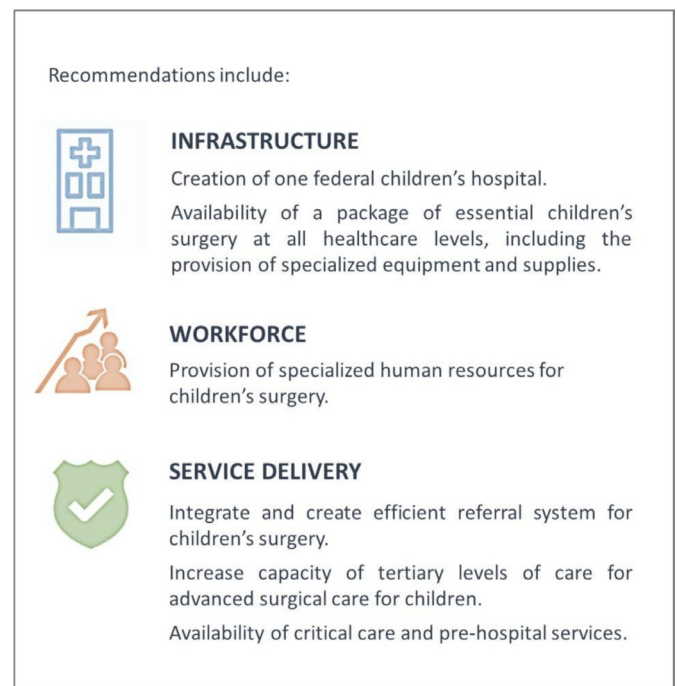 Recommendations include:
INFRASTRUCTURE
Creation of one federal children's hospital.
Availability of a package of essential children's
surgery at all healthcare levels, including the
provision of specialized equipment and supplies.
WORKFORCE
Provision of specialized human resources for
children's surgery.
SERVICE DELIVERY
Integrate and create efficient referral system for
children's surgery.
Increase capacity of tertiary levels of care for
advanced surgical care for children.
Availability of critical care and pre-hospital services.